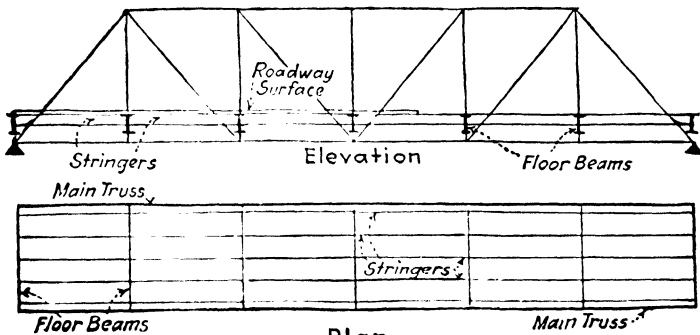 Roadway
Surface
Stringers
Elevation
Floor Beams
Main Truss
Stringers
Floor Beams
Plan
Main Truss